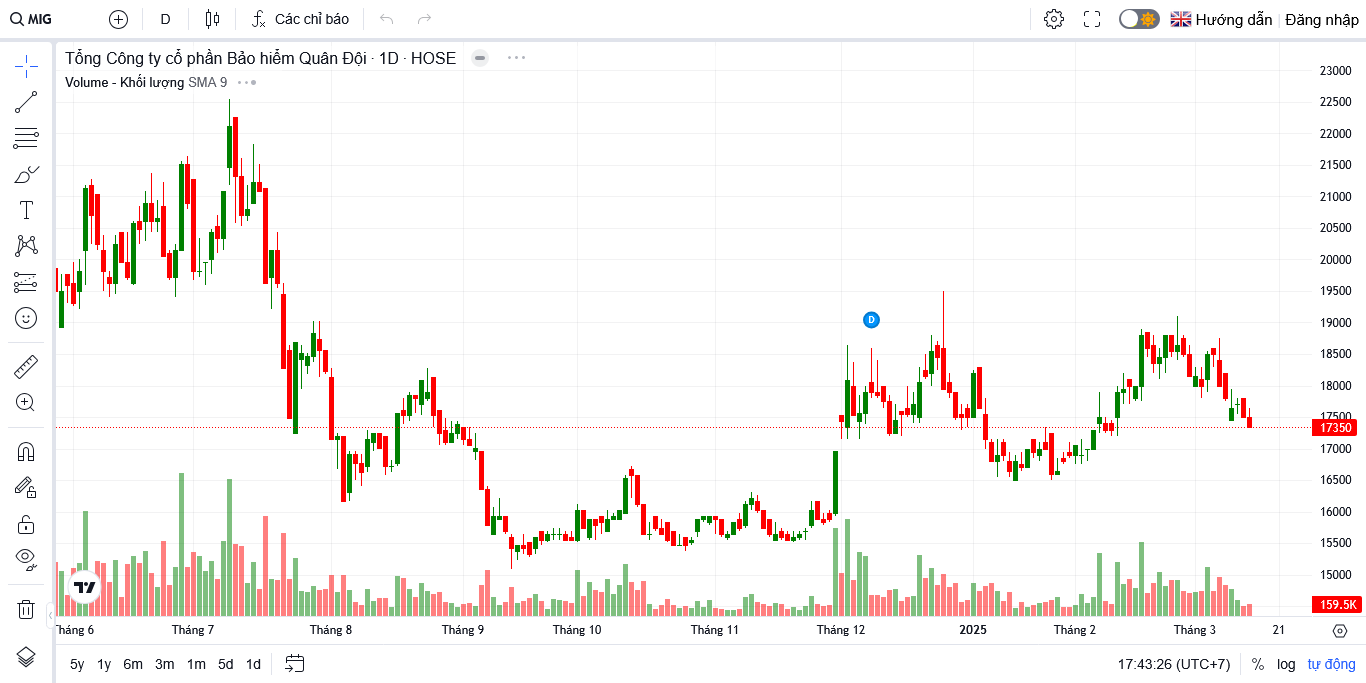 MIG D Các chỉ báo Hướng dẫn Đăng nhập
Tổng Công ty cổ phần Bảo hiểm Quân Đội · 1D · HOSE
Volume - Khối lượng SMA 9
23000
22500
22000
21500
21000
20500
20000
19500
19000
18500
18000
17500
17350
17000
16500
16000
15500
15000
159.5K
D
Tháng 6 Tháng 7 Tháng 8 Tháng 9 Tháng 10 Tháng 11 Tháng 12 2025 Tháng 2 Tháng 3 21
5y 1y 6m 3m 1m 5d 1d 17:43:26 (UTC+7) % log tự động